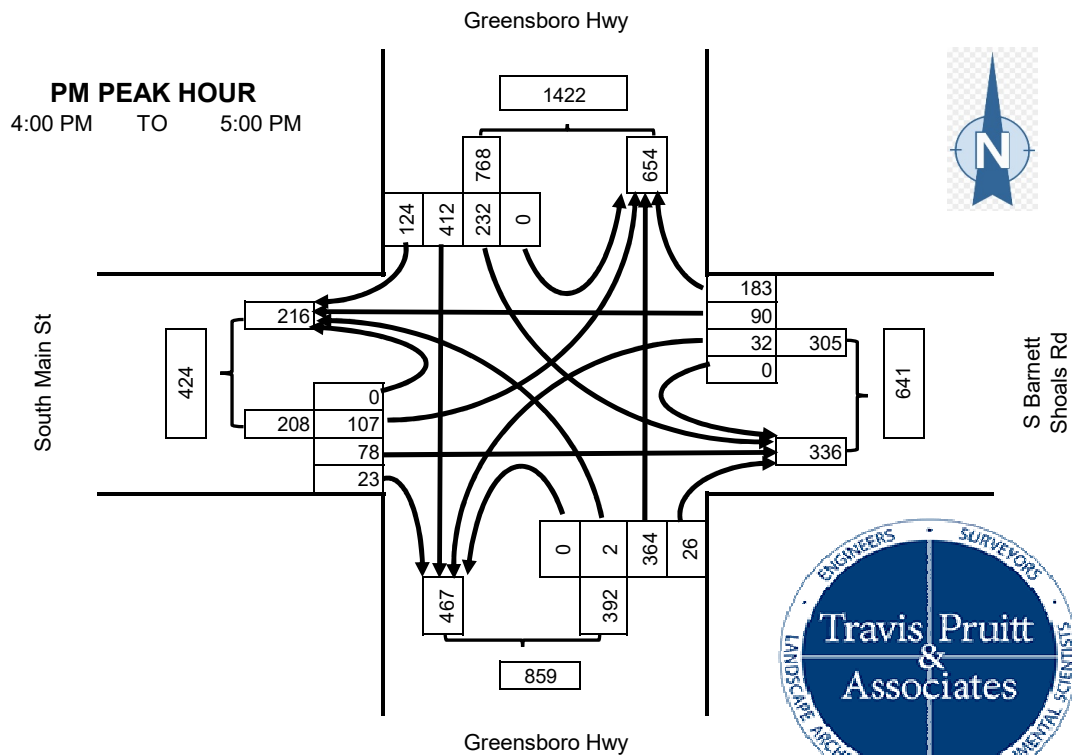 Greensboro Hwy
PM PEAK HOUR
4:00 PM TO 5:00 PM
1422
N
768
654
124 412 232 0
183
216
90
32 305
0
South Main St
424
641
S Barnett
Shoals Rd
0
208 107
78
336
23
0 2 364 26
467
392
859
ENGINEERS · SURVEYORS
Travis Pruitt
&
Associates
LANDSCAPE
Greensboro Hwy